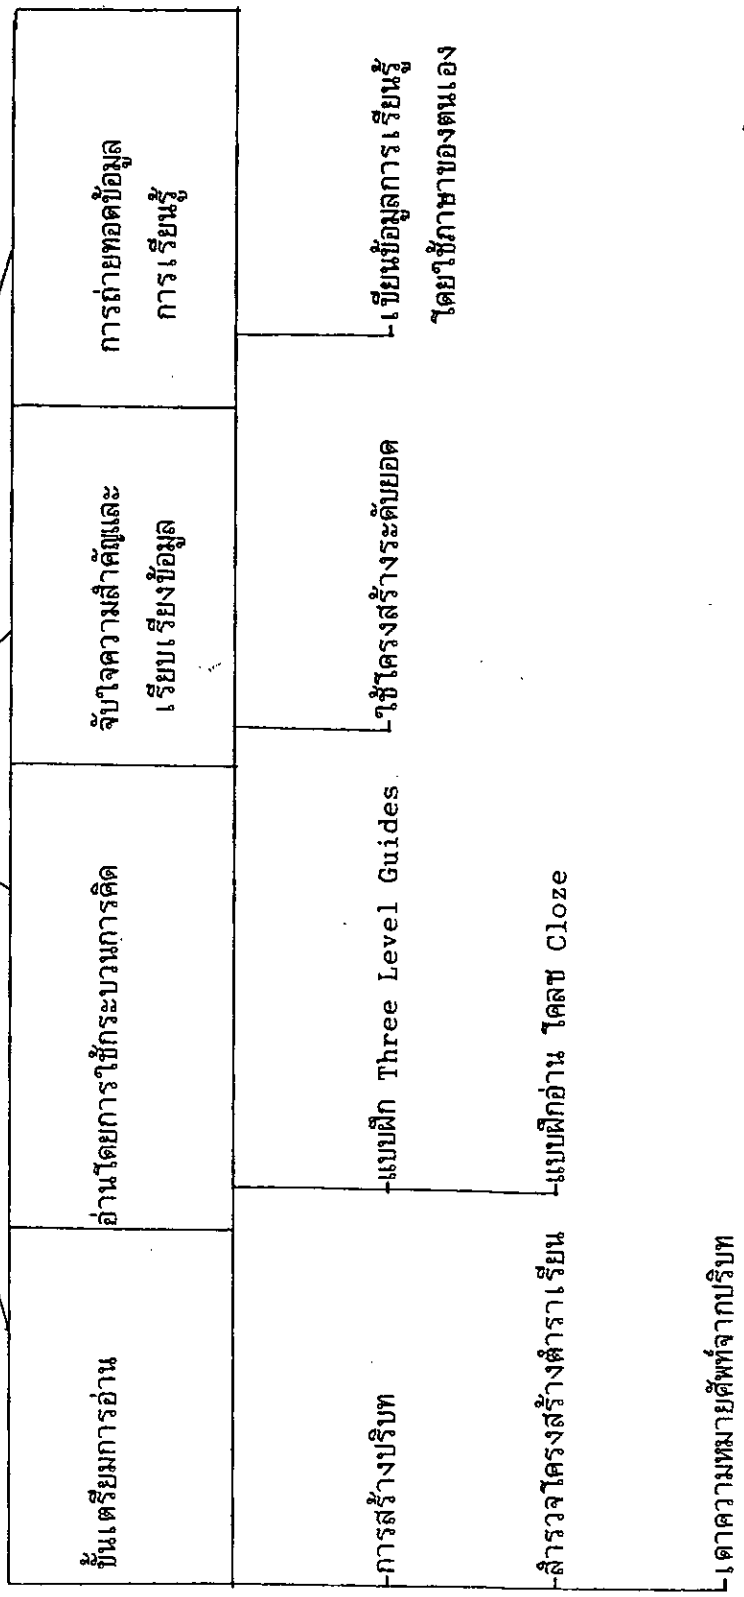 ขั้นเตรียมการอ่าน
-การสร้างปริบท
-สำรวจโครงสร้างตำราเรียน
-เดาความหมายศัพท์จากปริบท
อ่านโดยการใช้กระบวนการคิด
-แบบฝึก Three Level Guides
-แบบฝึกอ่าน โคลซ Cloze
จับใจความสำคัญและ
เรียบเรียงข้อมูล
-ใช้โครงสร้างระดับยอด
การถ่ายทอดข้อมูล
การเรียนรู้
-เขียนข้อมูลการเรียนรู้
โดยใช้ภาษาของตนเอง